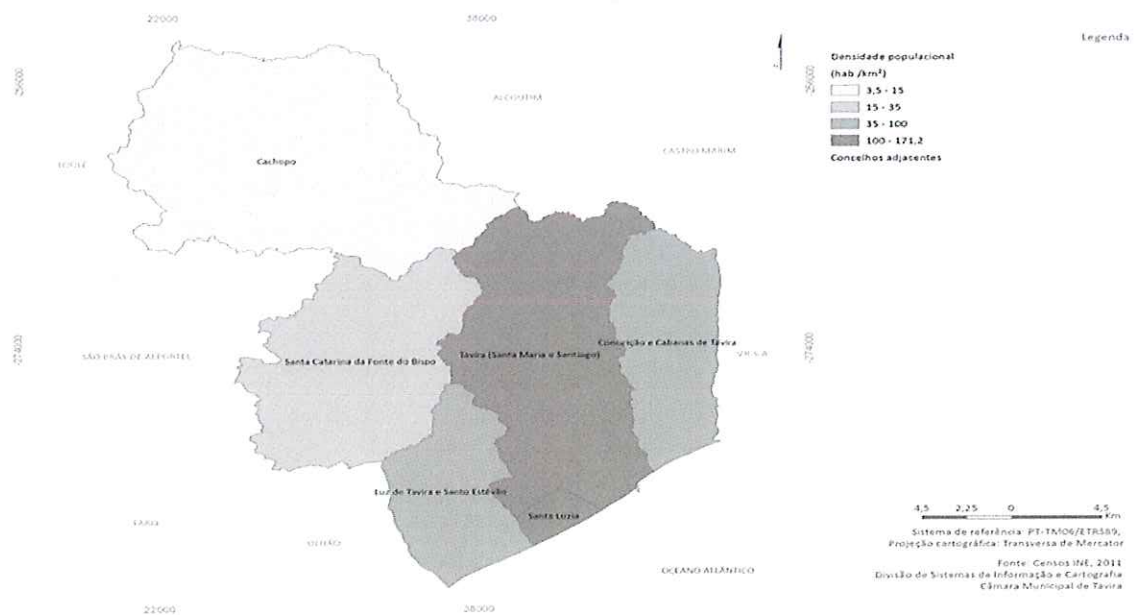 22000
38000
Legenda
Densidade populacional
(hab./km²)
3,5 - 15
15 - 35
35 - 100
100 - 171,2
Concelhos adjacentes
-256000
-256000
ALCOUTIM
CASTRO MARIM
LOULÉ
Cachopo
-274000
-274000
SÃO BRÁS DE ALPORTEL
Santa Catarina da Fonte do Bispo
Tavira (Santa Maria e Santiago)
Conceição e Cabanas de Tavira
Luz de Tavira e Santo Estêvão
Santa Luzia
FARO
OLHÃO
OCEANO ATLÂNTICO
4,5 2,25 0 4,5
Km
Sistema de referência: PT-TM06/ETRS89,
Projeção cartográfica: Transversa de Mercator
Fonte: Censos INE, 2011
Divisão de Sistemas de Informação e Cartografia
Câmara Municipal de Tavira
22000